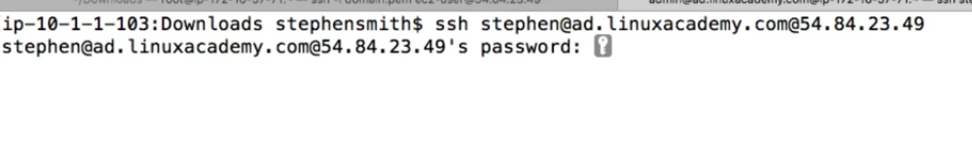 ip-10-1-1-103:Downloads stephensmith$ ssh stephen@ad.linuxacademy.com@54.84.23.49
stephen@ad.linuxacademy.com@54.84.23.49's password: